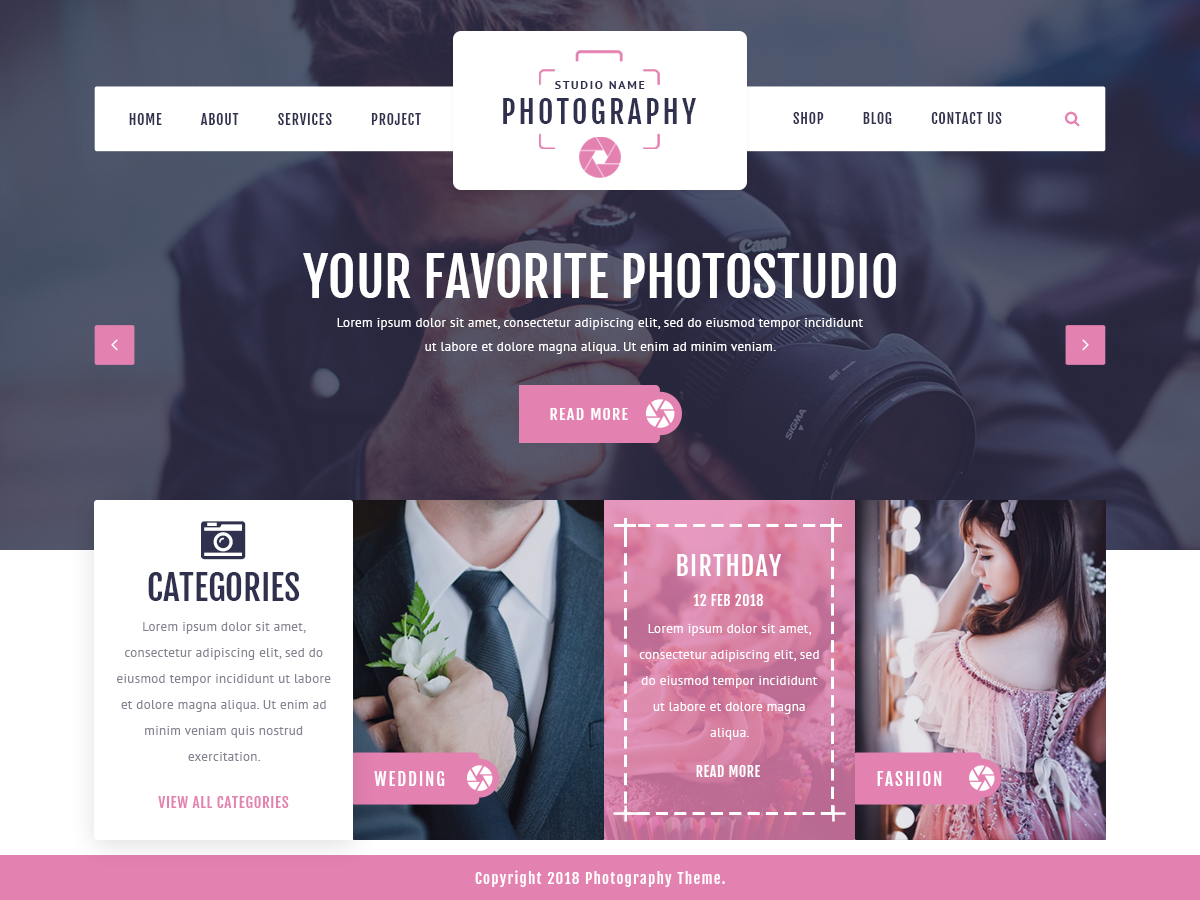 STUDIO NAME
PHOTOGRAPHY
HOME ABOUT SERVICES PROJECT
SHOP BLOG CONTACT US
Canon
YOUR FAVORITE PHOTOSTUDIO
Lorem ipsum dolor sit amet, consectetur adipiscing elit, sed do eiusmod tempor incididunt
ut labore et dolore magna aliqua. Ut enim ad minim veniam.
OUT
SIGMA
READ MORE
CATEGORIES
Lorem ipsum dolor sit amet,
consectetur adipiscing elit, sed do
eiusmod tempor incididunt ut labore
et dolore magna aliqua. Ut enim ad
minim veniam quis nostrud
exercitation.
VIEW ALL CATEGORIES
WEDDING
BIRTHDAY
12 FEB 2018
Lorem ipsum dolor sit amet,
consectetur adipiscing elit, sed
do eiusmod tempor incididunt
ut labore et dolore magna
aliqua.
READ MORE
FASHION
Copyright 2018 Photography Theme.